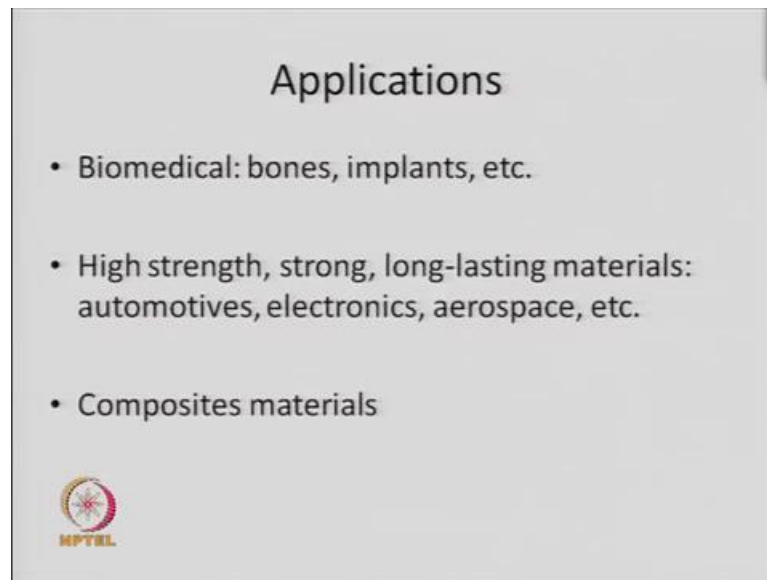 Applications
• Biomedical: bones, implants, etc.
• High strength, strong, long-lasting materials:
automotives, electronics, aerospace, etc.
• Composites materials
NPTEL